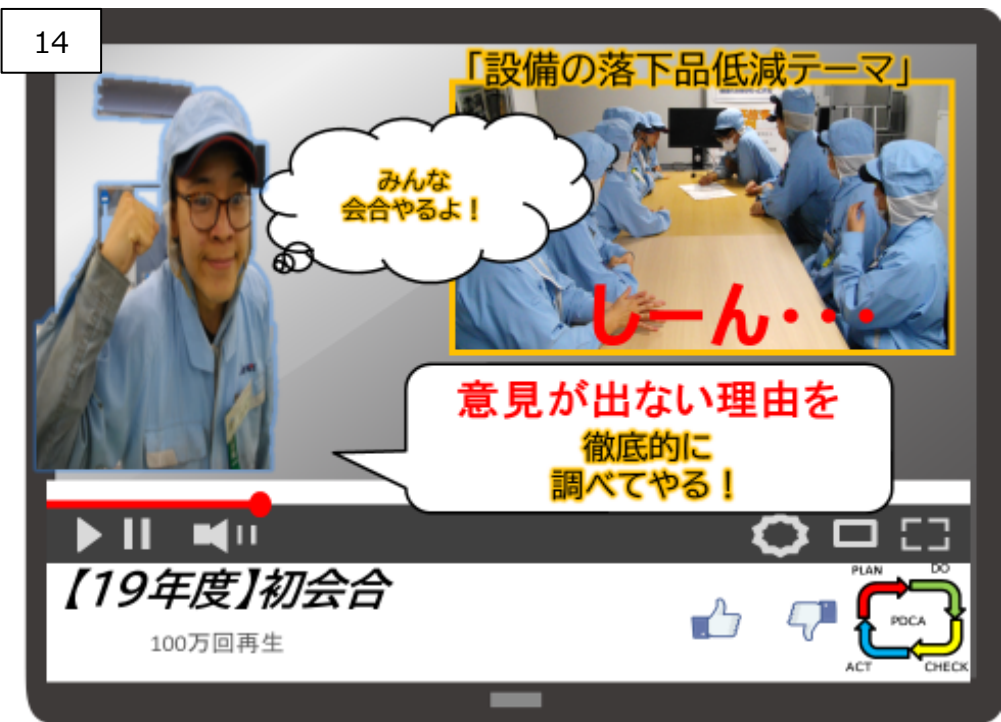 14
「設備の落下品低減テーマ」
みんな
会合やるよ！
しーん・・・
意見が出ない理由を
徹底的に
調べてやる！
【19年度】初会合
100万回再生
PLAN
DO
PDCA
ACT
CHECK